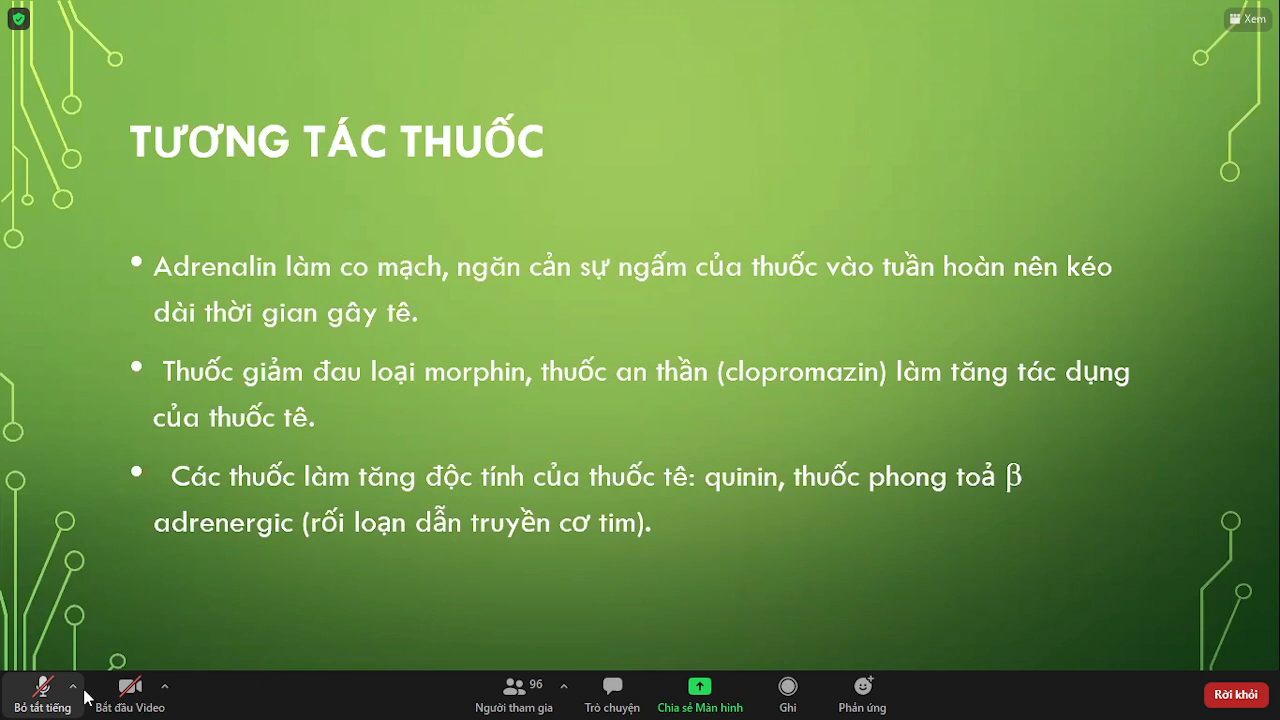 Xem
TƯƠNG TÁC THUỐC
• Adrenalin làm co mạch, ngăn cản sự ngấm của thuốc vào tuần hoàn nên kéo
dài thời gian gây tê.
• Thuốc giảm đau loại morphin, thuốc an thần (clopromazin) làm tăng tác dụng
của thuốc tê.
• Các thuốc làm tăng độc tính của thuốc tê: quinin, thuốc phong toả β
adrenergic (rối loạn dẫn truyền cơ tim).
96
Bỏ tắt tiếng Bắt đầu Video Người tham gia Trò chuyện Chia sẻ Màn hình Ghi Phản ứng Rời khỏi